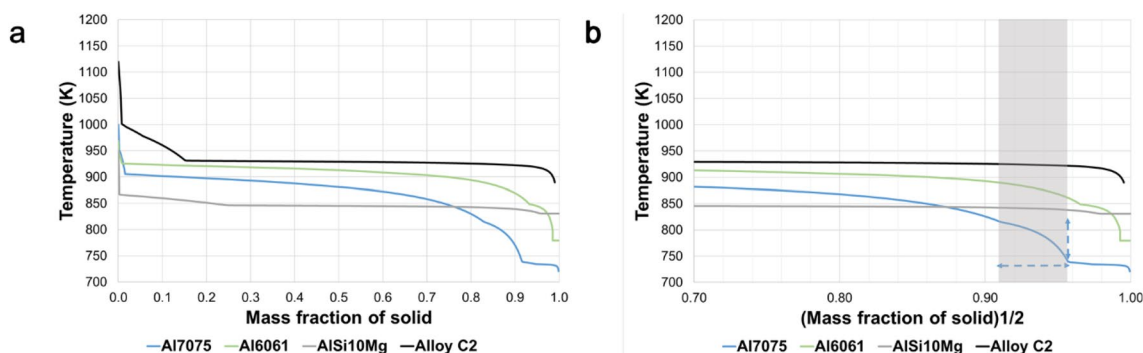 a
1200
1150
1100
1050
1000
950
900
850
800
750
700
Temperature (K)
0.0 0.1 0.2 0.3 0.4 0.5 0.6 0.7 0.8 0.9 1.0
Mass fraction of solid
Al7075 Al6061 AlSi10Mg Alloy C2
b
1200
1150
1100
1050
1000
950
900
850
800
750
700
Temperature (K)
0.70 0.80 0.90 1.00
(Mass fraction of solid)1/2
Al7075 Al6061 AlSi10Mg Alloy C2